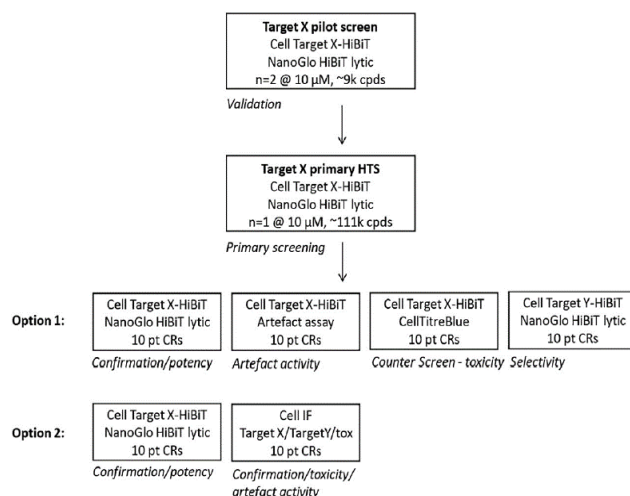 Target X pilot screen
Cell Target X-HiBiT
NanoGlo HiBiT lytic
n=2 @ 10 µM, ~9k cpds
Validation
Target X primary HTS
Cell Target X-HiBiT
NanoGlo HiBiT lytic
n=1 @ 10 µM, ~111k cpds
Primary screening
Option 1:
Cell Target X-HiBiT
NanoGlo HiBiT lytic
10 pt CRs
Confirmation/potency
Cell Target X-HiBiT
Artefact assay
10 pt CRs
Artefact activity
Cell Target X-HiBiT
CellTitreBlue
10 pt CRs
Counter Screen - toxicity
Cell Target Y-HiBiT
NanoGlo HiBiT lytic
10 pt CRs
Selectivity
Option 2:
Cell Target X-HiBiT
NanoGlo HiBiT lytic
10 pt CRs
Confirmation/potency
Cell IF
Target X/TargetY/tox
10 pt CRs
Confirmation/toxicity/
artefact activity